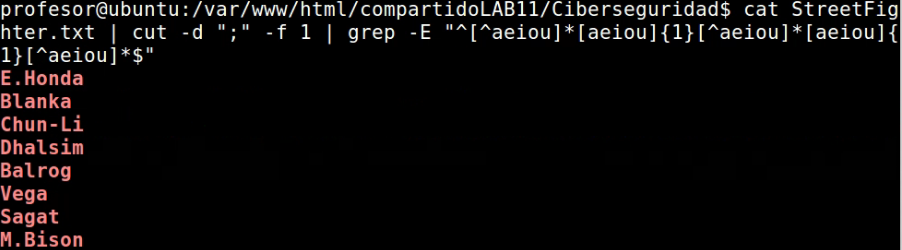 profesor@ubuntu:/var/www/html/compartidoLAB11/Ciberseguridad$ cat StreetFig
hter.txt | cut -d ";" -f 1 | grep -E "^[^aeiou]*[aeiou]{1}[^aeiou]*[aeiou]{
1}[^aeiou]*$"
E.Honda
Blanka
Chun-Li
Dhalsim
Balrog
Vega
Sagat
M.Bison